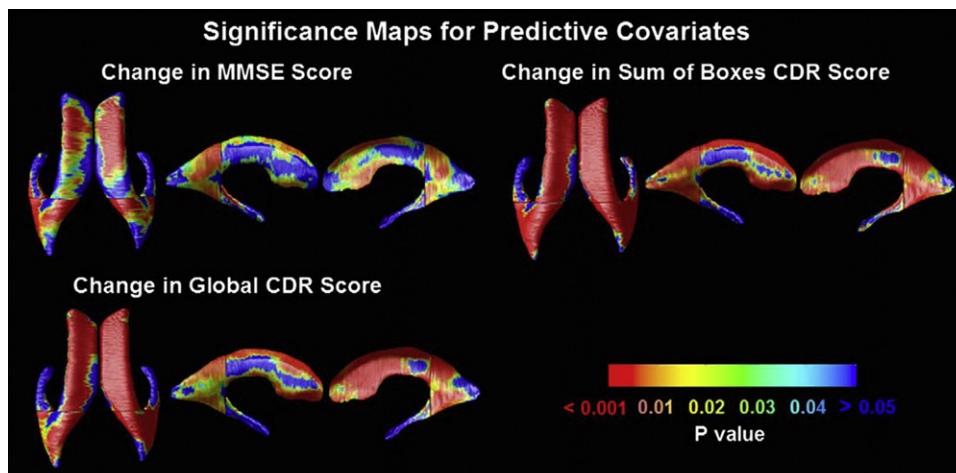 Significance Maps for Predictive Covariates
Change in MMSE Score
Change in Sum of Boxes CDR Score
Change in Global CDR Score
< 0.001 0.01 0.02 0.03 0.04 > 0.05
P value